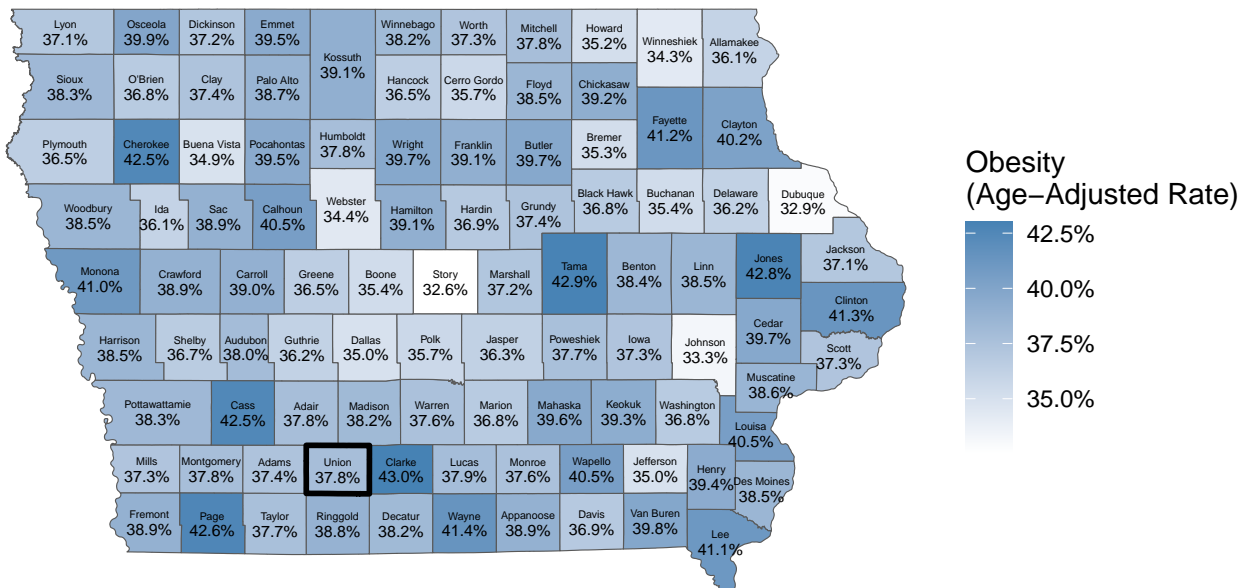 Lyon
37.1%
Osceola
39.9%
Dickinson
37.2%
Emmet
39.5%
Kossuth
39.1%
Winnebago
38.2%
Worth
37.3%
Mitchell
37.8%
Howard
35.2%
Winneshiek
34.3%
Allamakee
36.1%
Sioux
38.3%
O'Brien
36.8%
Clay
37.4%
Palo Alto
38.7%
Hancock
36.5%
Cerro Gordo
35.7%
Floyd
38.5%
Chickasaw
39.2%
Fayette
41.2%
Clayton
40.2%
Plymouth
36.5%
Cherokee
42.5%
Buena Vista
34.9%
Pocahontas
39.5%
Humboldt
37.8%
Wright
39.7%
Franklin
39.1%
Butler
39.7%
Bremer
35.3%
Woodbury
38.5%
Ida
36.1%
Sac
38.9%
Calhoun
40.5%
Webster
34.4%
Hamilton
39.1%
Hardin
36.9%
Grundy
37.4%
Black Hawk
36.8%
Buchanan
35.4%
Delaware
36.2%
Dubuque
32.9%
Monona
41.0%
Crawford
38.9%
Carroll
39.0%
Greene
36.5%
Boone
35.4%
Story
32.6%
Marshall
37.2%
Tama
42.9%
Benton
38.4%
Linn
38.5%
Jones
42.8%
Jackson
37.1%
Clinton
41.3%
Harrison
38.5%
Shelby
36.7%
Audubon
38.0%
Guthrie
36.2%
Dallas
35.0%
Polk
35.7%
Jasper
36.3%
Poweshiek
37.7%
Iowa
37.3%
Johnson
33.3%
Cedar
39.7%
Scott
37.3%
Muscatine
38.6%
Pottawattamie
38.3%
Cass
42.5%
Adair
37.8%
Madison
38.2%
Warren
37.6%
Marion
36.8%
Mahaska
39.6%
Keokuk
39.3%
Washington
36.8%
Louisa
40.5%
Mills
37.3%
Montgomery
37.8%
Adams
37.4%
Union
37.8%
Clarke
43.0%
Lucas
37.9%
Monroe
37.6%
Wapello
40.5%
Jefferson
35.0%
Henry
39.4%
Des Moines
38.5%
Fremont
38.9%
Page
42.6%
Taylor
37.7%
Ringgold
38.8%
Decatur
38.2%
Wayne
41.4%
Appanoose
38.9%
Davis
36.9%
Van Buren
39.8%
Lee
41.1%
Obesity
(Age−Adjusted Rate)
42.5%
40.0%
37.5%
35.0%